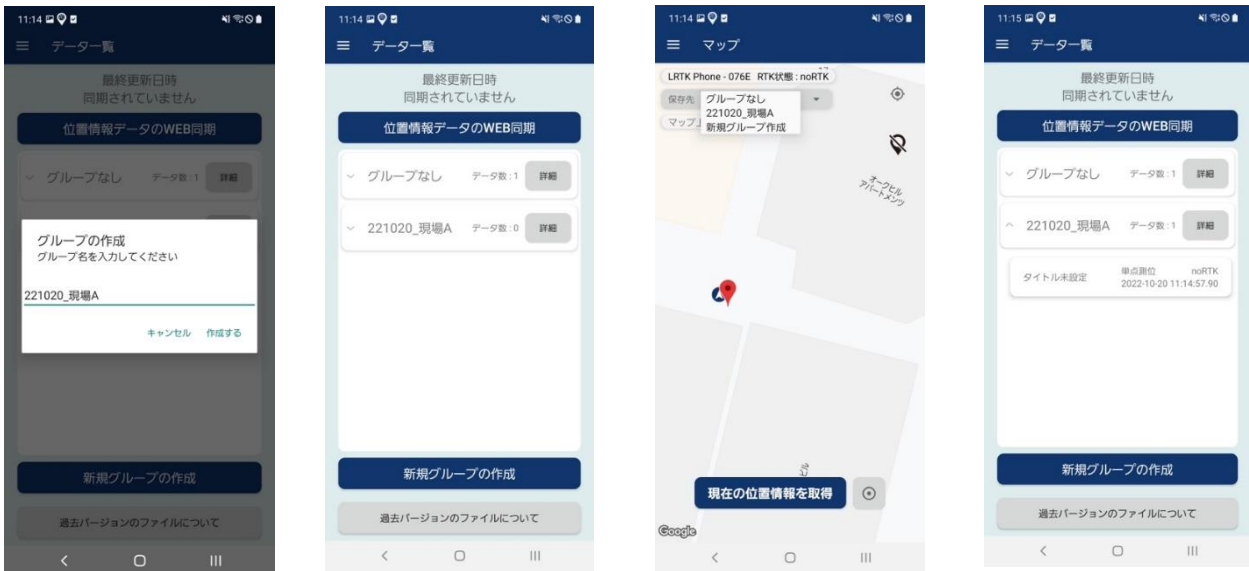 11:14
データ一覧
最終更新日時
同期されていません
位置情報データのWEB同期
グループなし データ数:1 詳細
グループの作成
グループ名を入力してください
221020_現場A
キャンセル 作成する
新規グループの作成
過去バージョンのファイルについて
11:14
データ一覧
最終更新日時
同期されていません
位置情報データのWEB同期
グループなし データ数:1 詳細
221020_現場A データ数:0 詳細
新規グループの作成
過去バージョンのファイルについて
11:14
マップ
LRTK Phone - 076E RTK状態 : noRTK
保存先 グループなし
221020_現場A
マップ上 新規グループ作成
オークヒル
アパートメンツ
現在の位置情報を取得
Google
11:15
データ一覧
最終更新日時
同期されていません
位置情報データのWEB同期
グループなし データ数:1 詳細
221020_現場A データ数:1 詳細
タイトル未設定 単点測位 noRTK
2022-10-20 11:14:57.90
新規グループの作成
過去バージョンのファイルについて